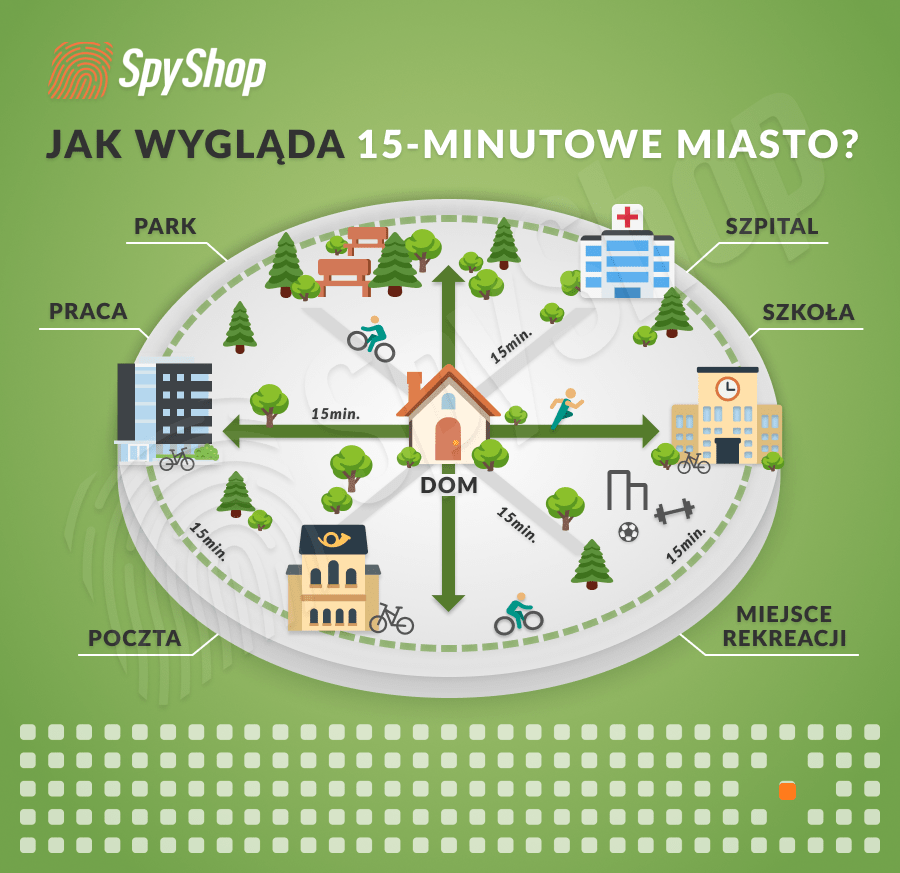 SpyShop
JAK WYGLĄDA 15-MINUTOWE MIASTO?
PARK
SZPITAL
PRACA
SZKOŁA
15min.
15min.
DOM
15min.
15min.
15min.
POCZTA
MIEJSCE
REKREACJI
SpyShop